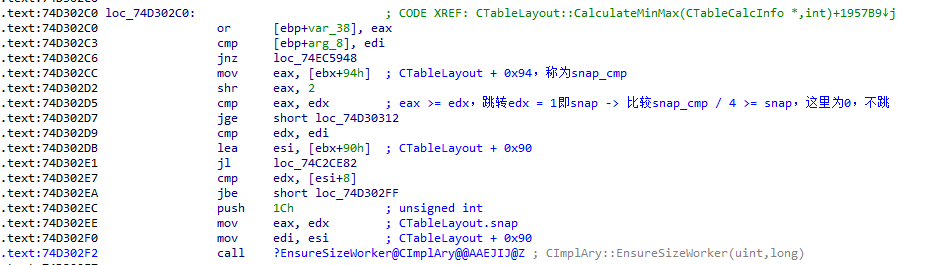 .text:74D302C0
.text:74D302C0 loc_74D302C0: ; CODE XREF: CTableLayout::CalculateMinMax(CTableCalcInfo *,int)+1957B9↓j
.text:74D302C0 or [ebp+var_38], eax
.text:74D302C3 cmp [ebp+arg_8], edi
.text:74D302C6 jnz loc_74EC5948
.text:74D302CC mov eax, [ebx+94h] ; CTableLayout + 0x94，称为snap_cmp
.text:74D302D2 shr eax, 2
.text:74D302D5 cmp eax, edx ; eax >= edx，跳转edx = 1即snap -> 比较snap_cmp / 4 >= snap，这里为0，不跳
.text:74D302D7 jge short loc_74D30312
.text:74D302D9 cmp edx, edi
.text:74D302DB lea esi, [ebx+90h] ; CTableLayout + 0x90
.text:74D302E1 jl loc_74C2CE82
.text:74D302E7 cmp edx, [esi+8]
.text:74D302EA jbe short loc_74D302FF
.text:74D302EC push 1Ch ; unsigned int
.text:74D302EE mov eax, edx ; CTableLayout.snap
.text:74D302F0 mov edi, esi ; CTableLayout + 0x90
.text:74D302F2 call ?EnsureSizeWorker@CImplAry@@AAEJIJ@Z ; CImplAry::EnsureSizeWorker(uint,long)